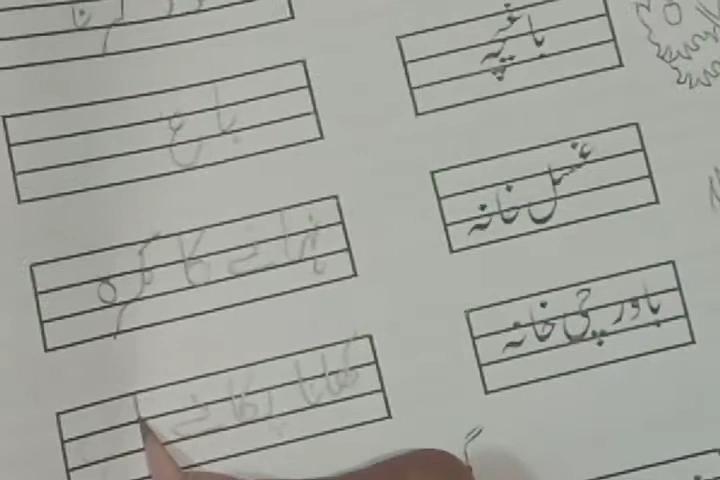 باغیچہ
باغ
غسل خانہ
نہانے کا کمرہ
باورچی خانہ
کھانا پکانے